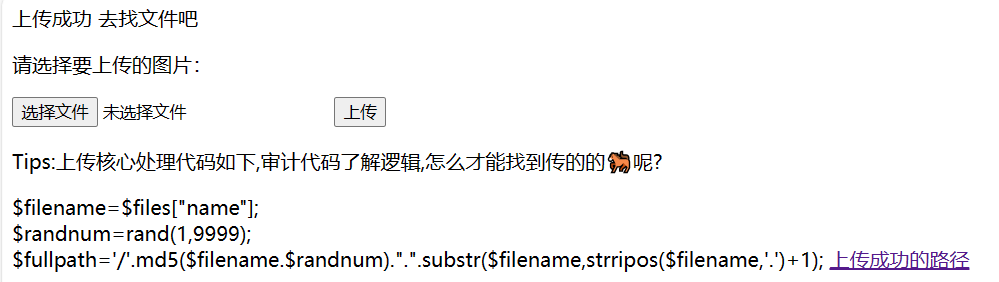 上传成功 去找文件吧
请选择要上传的图片：
选择文件 未选择文件 上传
Tips:上传核心处理代码如下,审计代码了解逻辑,怎么才能找到传的的🐎呢?
$filename=$files["name"];
$randnum=rand(1,9999);
$fullpath='/'.md5($filename.$randnum).".".substr($filename,strripos($filename,'.')+1); 上传成功的路径